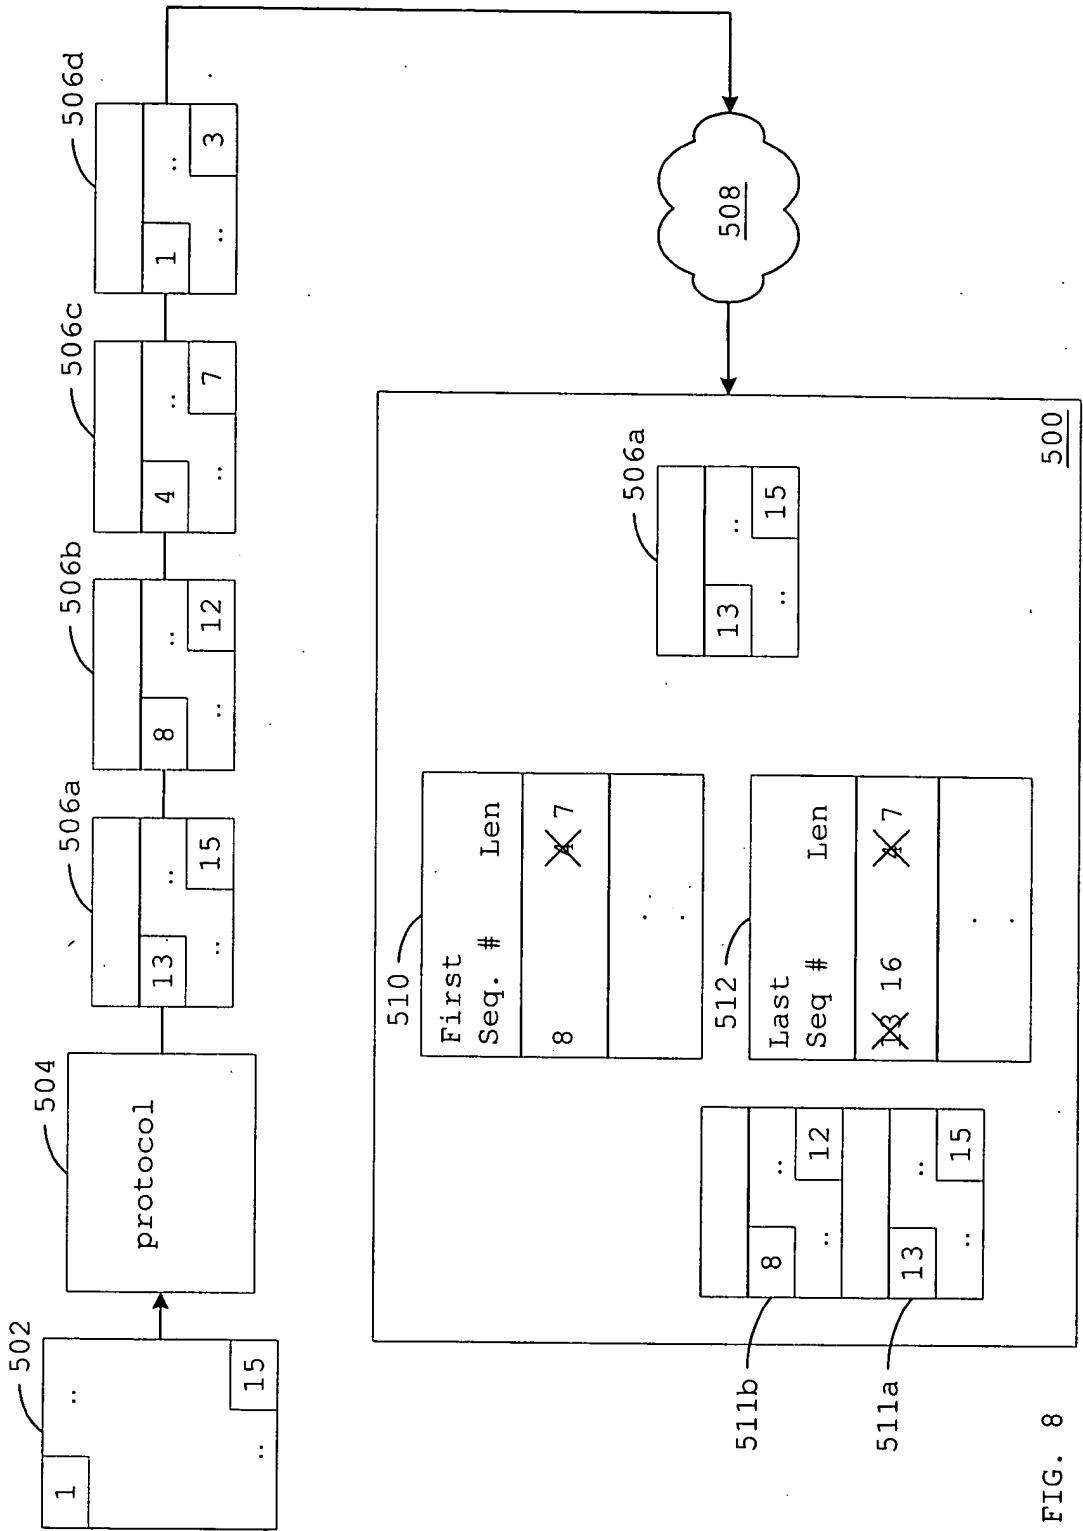 502
1 ..
.. 15
504
protocol
506a
13 ..
.. 15
506b
8 ..
.. 12
506c
4 ..
.. 7
506d
1 ..
.. 3
508
510
First
Seq. # Len
8 4 7
506a
13 ..
.. 15
511b
8 ..
.. 12
511a
13 ..
.. 15
512
Last
Seq # Len
13 16 4 7
500
FIG. 8